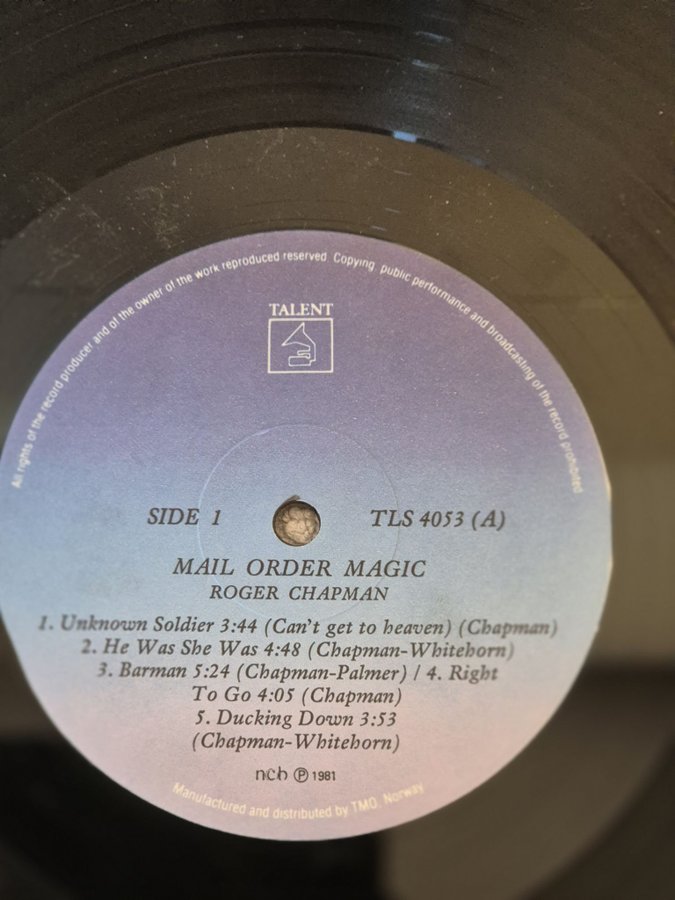 All rights of the record producer and of the owner of the work reproduced reserved Copying, public performance and broadcasting of the record prohibited
TALENT
SIDE 1
TLS 4053 (A)
MAIL ORDER MAGIC
ROGER CHAPMAN
1. Unknown Soldier 3:44 (Can't get to heaven) (Chapman)
2. He Was She Was 4:48 (Chapman-Whitehorn)
3. Barman 5:24 (Chapman-Palmer) / 4. Right
To Go 4:05 (Chapman)
5. Ducking Down 3:53
(Chapman-Whitehorn)
ncb Ⓟ 1981
Manufactured and distributed by TMO, Norway